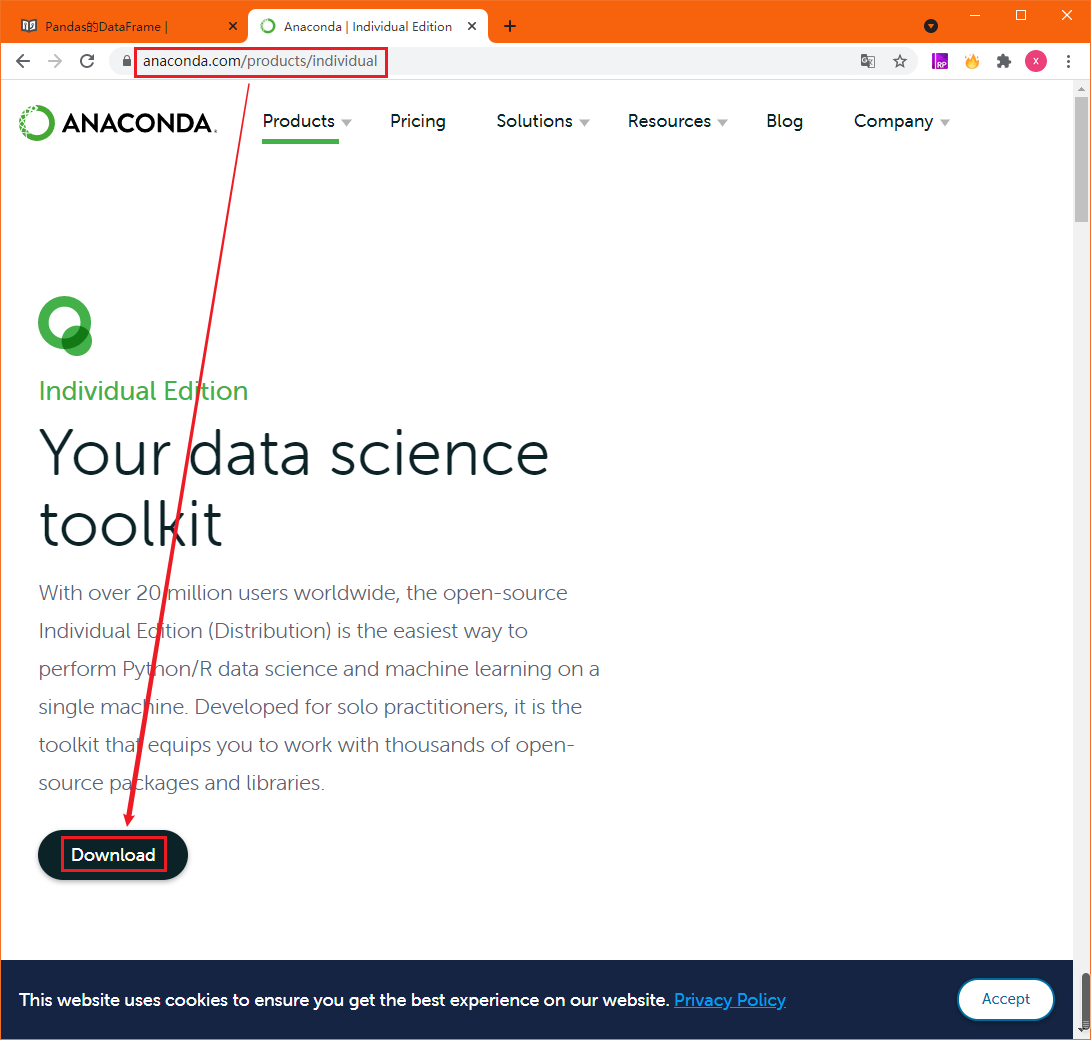 Pandas的DataFrame |
Anaconda | Individual Edition
anaconda.com/products/individual
RP
X
ANACONDA.
Products
Pricing
Solutions
Resources
Blog
Company
Individual Edition
Your data science
toolkit
With over 20 million users worldwide, the open-source
Individual Edition (Distribution) is the easiest way to
perform Python/R data science and machine learning on a
single machine. Developed for solo practitioners, it is the
toolkit that equips you to work with thousands of open-
source packages and libraries.
Download
This website uses cookies to ensure you get the best experience on our website. Privacy Policy
Accept